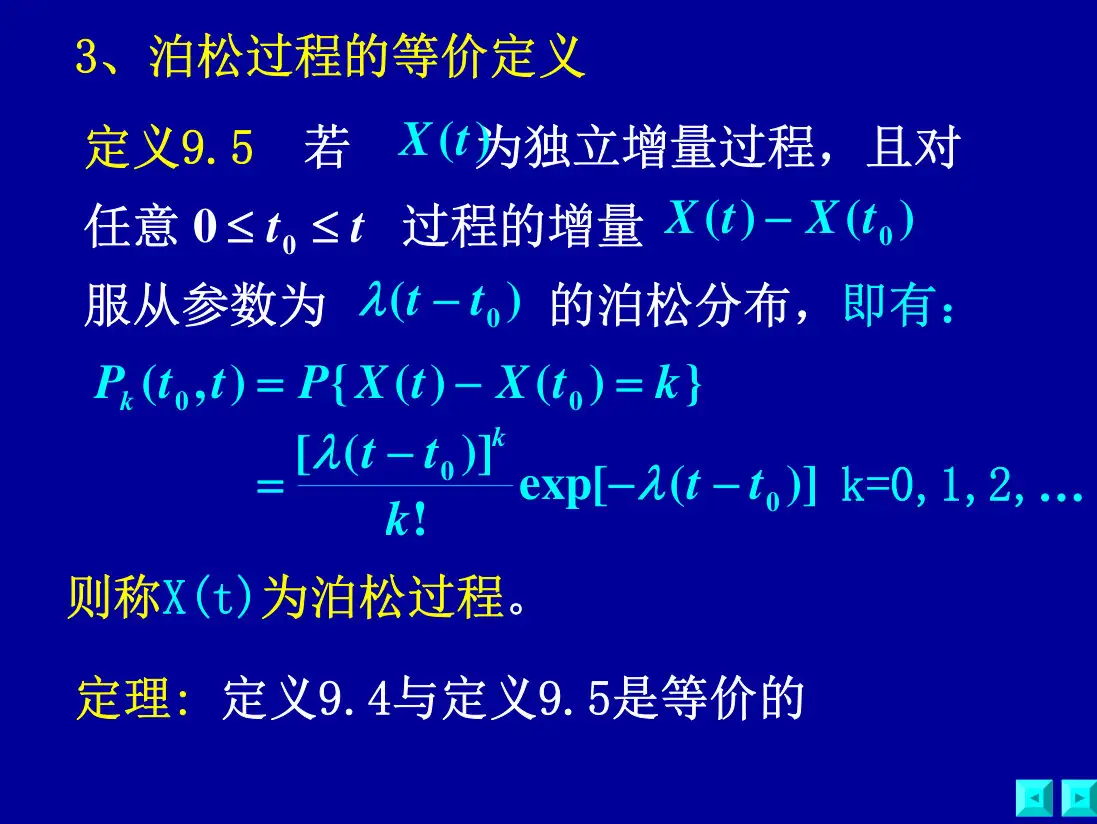 3、泊松过程的等价定义
定义9.5 若 X(t)为独立增量过程，且对
任意 0 ≤ t₀ ≤ t 过程的增量 X(t) − X(t₀)
服从参数为 λ(t − t₀) 的泊松分布，即有：
Pₖ(t₀,t) = P{X(t) − X(t₀) = k}
= [λ(t − t₀)]ᵏ / k! exp[−λ(t − t₀)] k=0,1,2,…
则称X(t)为泊松过程。
定理: 定义9.4与定义9.5是等价的